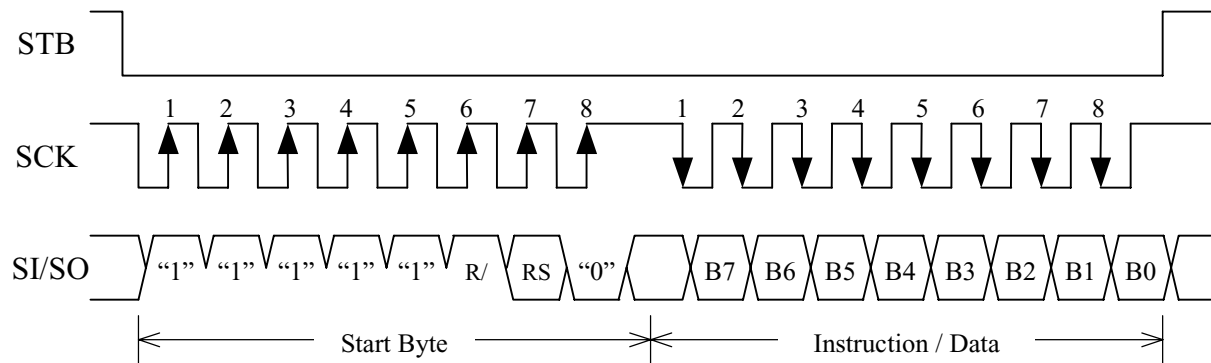 STB
1 2 3 4 5 6 7 8 1 2 3 4 5 6 7 8
SCK
SI/SO “1” “1” “1” “1” “1” R/ RS “0” B7 B6 B5 B4 B3 B2 B1 B0
Start Byte Instruction / Data